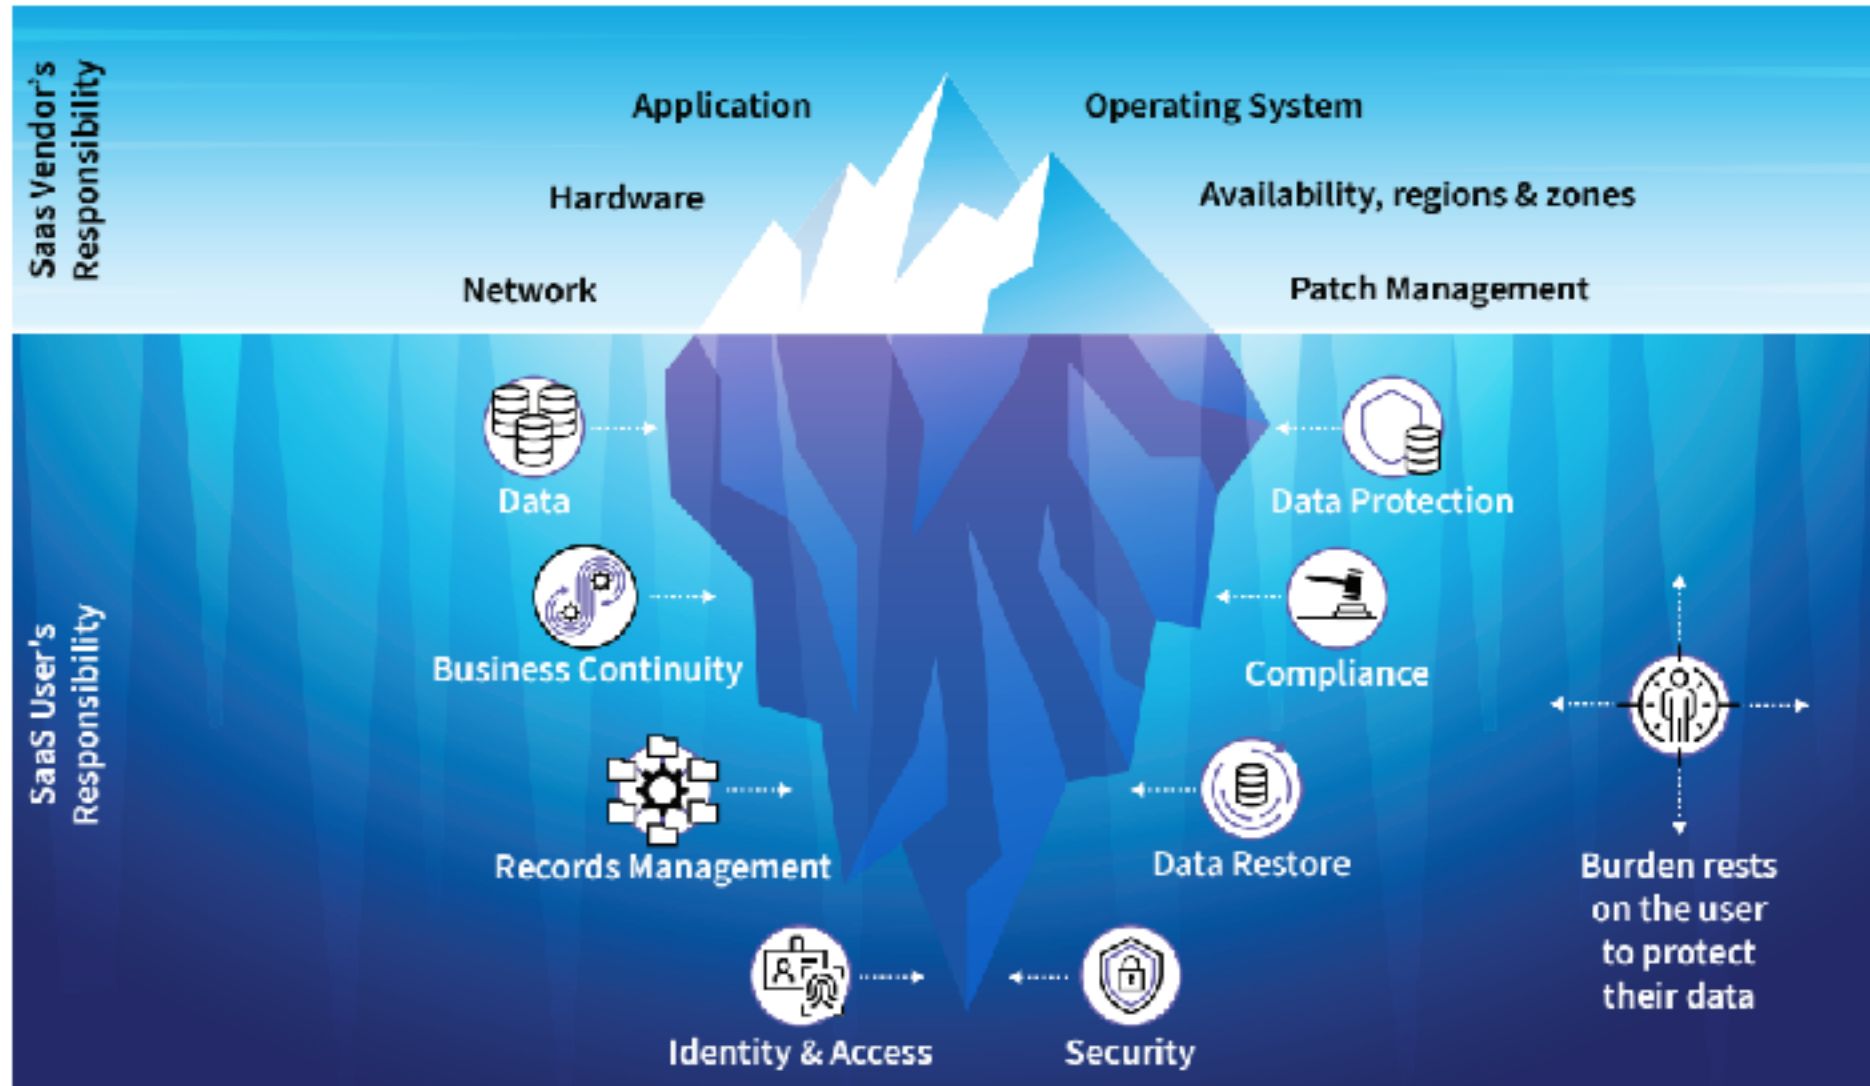 SaaS Vendor's
Responsibility
Application
Operating System
Hardware
Availability, regions & zones
Network
Patch Management
SaaS User's
Responsibility
Data
Data Protection
Business Continuity
Compliance
Records Management
Data Restore
Identity & Access
Security
Burden rests
on the user
to protect
their data